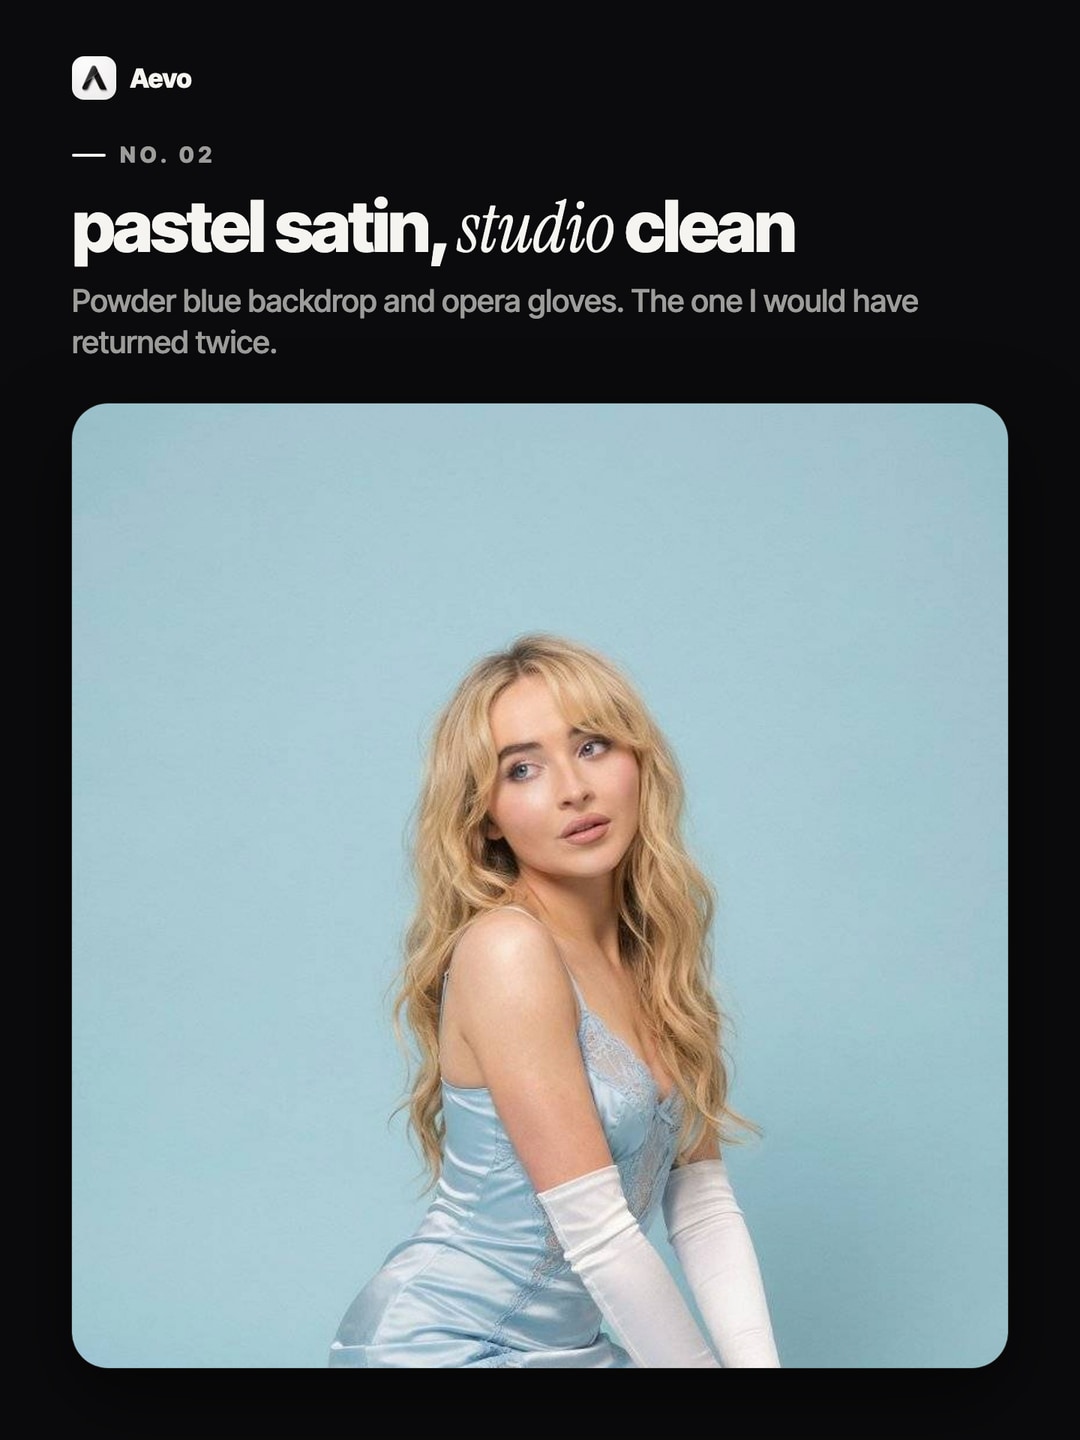 Aevo
NO. 02
pastel satin, studio clean
Powder blue backdrop and opera gloves. The one I would have
returned twice.